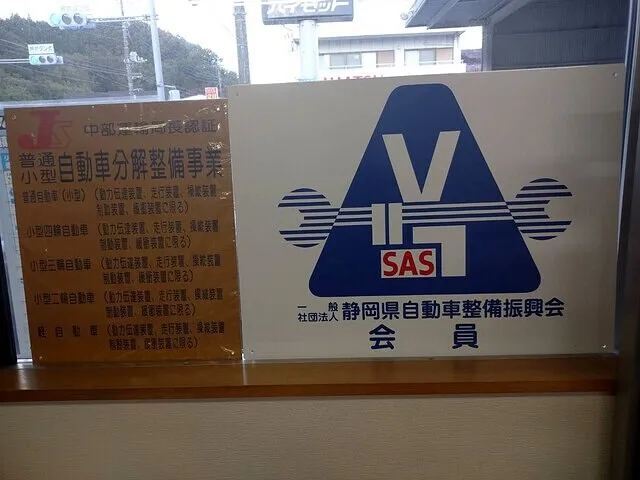 JS 中部運輸局長認証
普通
小型
自動車分解整備事業
普通自動車(小型)(動力伝達装置、走行装置、操縦装置
制動装置、緩衝装置に限る)
小型四輪自動車(動力伝達装置、走行装置、操縦装置
制動装置、緩衝装置に限る)
小型三輪自動車(動力伝達装置、走行装置、操縦装置
制動装置、緩衝装置に限る)
小型二輪自動車(動力伝達装置、走行装置、操縦装置
制動装置、緩衝装置に限る)
軽自動車(動力伝達装置、走行装置、操縦装置
制動装置、緩衝装置に限る)
SAS
一般
社団法人
静岡県自動車整備振興会
会員